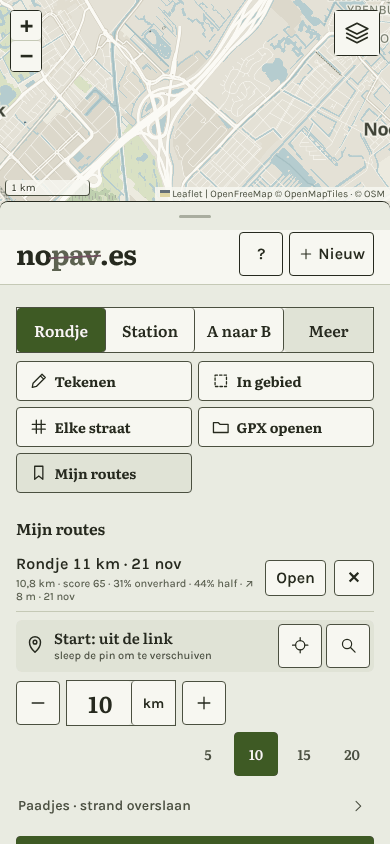 +
−
YPENBU
k
Noo
1 km
Leaflet | OpenFreeMap © OpenMapTiles · © OSM
nopav.es
?
+ Nieuw
Rondje
Station
A naar B
Meer
Tekenen
In gebied
Elke straat
GPX openen
Mijn routes
Mijn routes
Rondje 11 km · 21 nov
10,8 km · score 65 · 31% onverhard · 44% half · ↗
8 m · 21 nov
Open
✕
Start: uit de link
sleep de pin om te verschuiven
−
10
km
+
5
10
15
20
Paadjes · strand overslaan